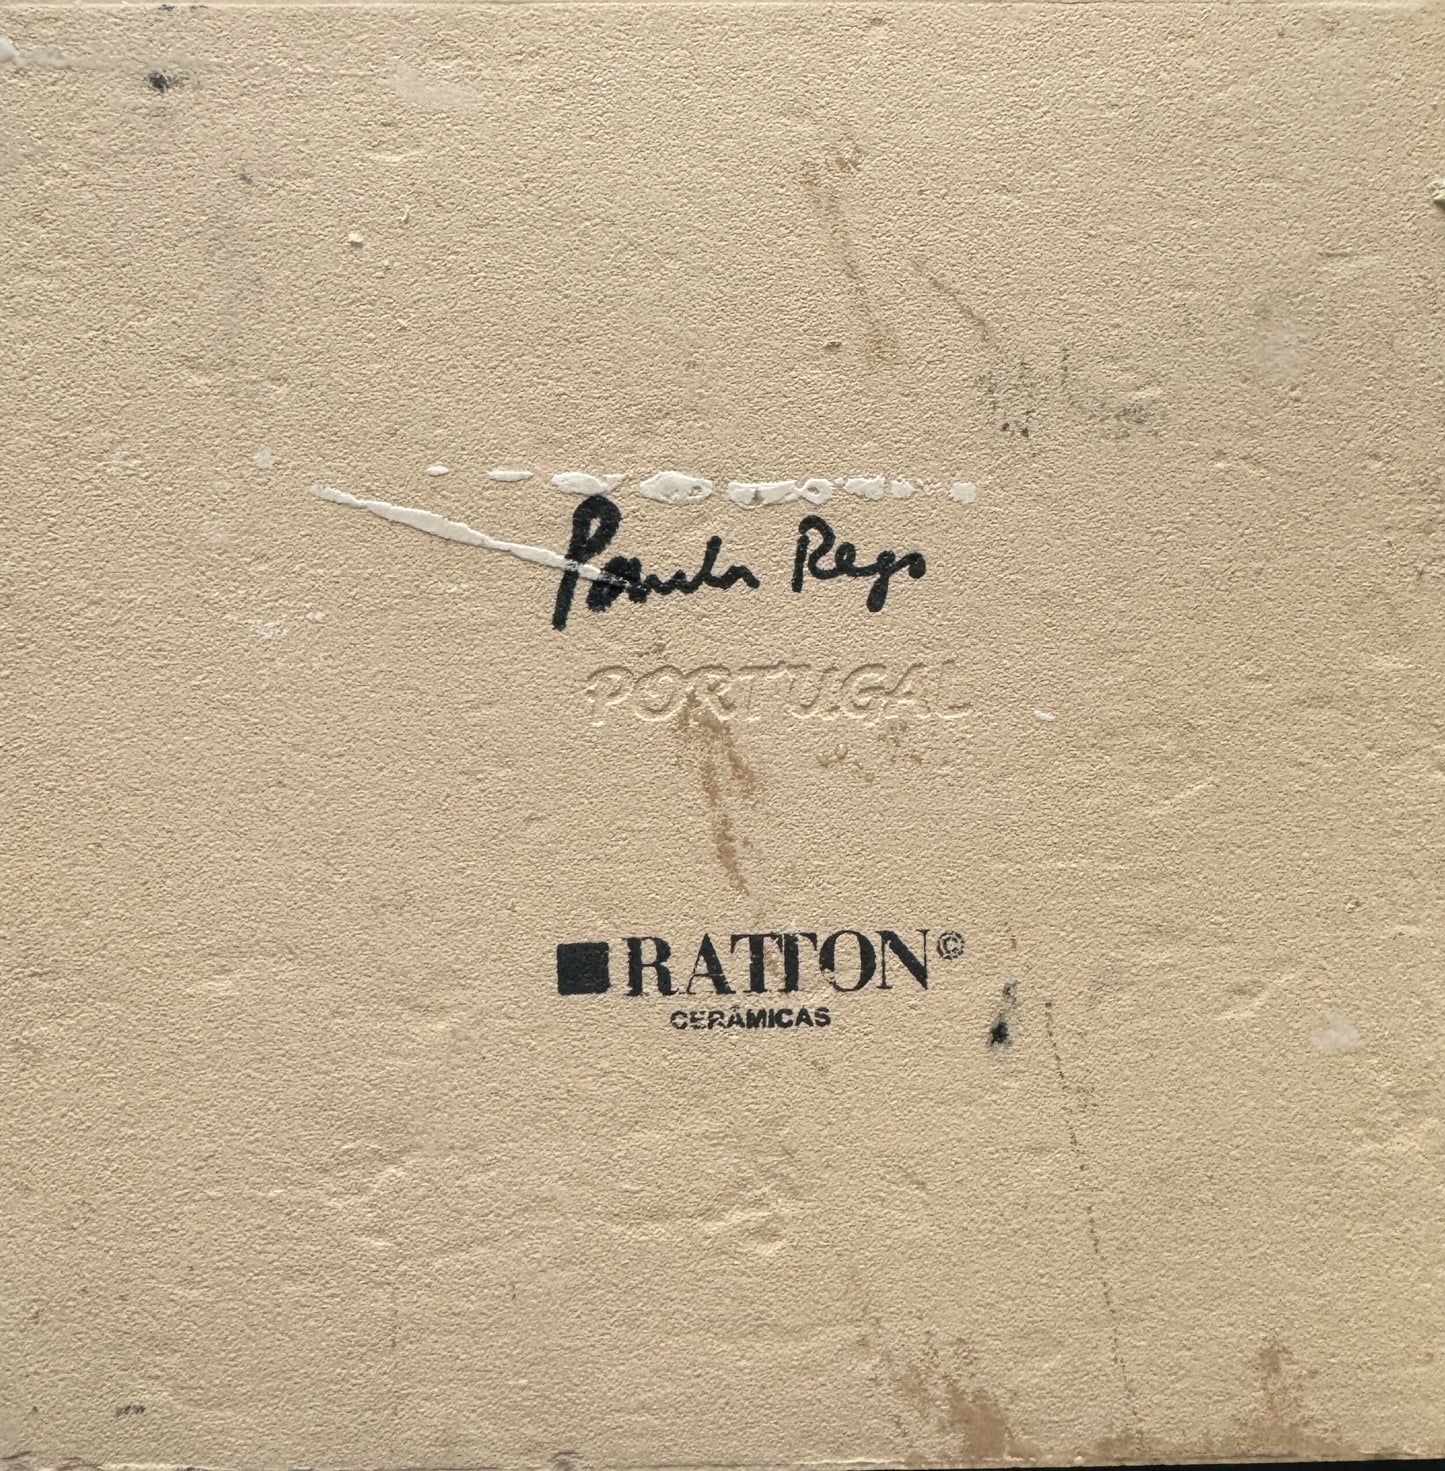 Paula Rego
PORTUGAL
RATTON©
CERÂMICAS